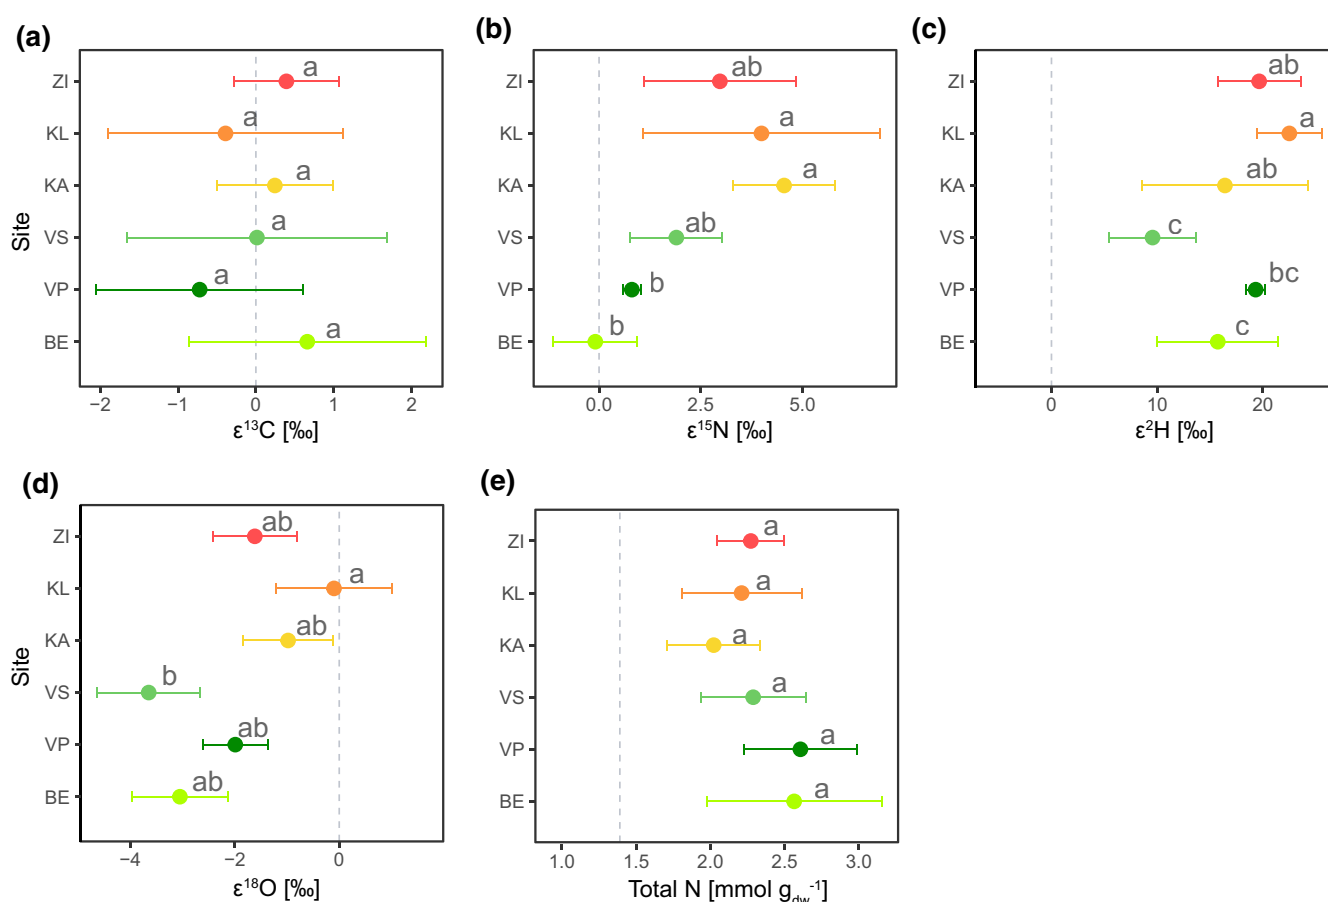 (a)
ZI
KL
KA
VS
VP
BE
Site
a
a
a
a
a
a
−2
−1
0
1
2
ε¹³C [‰]
(b)
ZI
KL
KA
VS
VP
BE
ab
a
a
ab
b
b
0.0
2.5
5.0
ε¹⁵N [‰]
(c)
ZI
KL
KA
VS
VP
BE
ab
a
ab
c
bc
c
0
10
20
ε²H [‰]
(d)
ZI
KL
KA
VS
VP
BE
Site
ab
a
ab
b
ab
ab
−4
−2
0
ε¹⁸O [‰]
(e)
ZI
KL
KA
VS
VP
BE
a
a
a
a
a
a
1.0
1.5
2.0
2.5
3.0
Total N [mmol g_dw⁻¹]